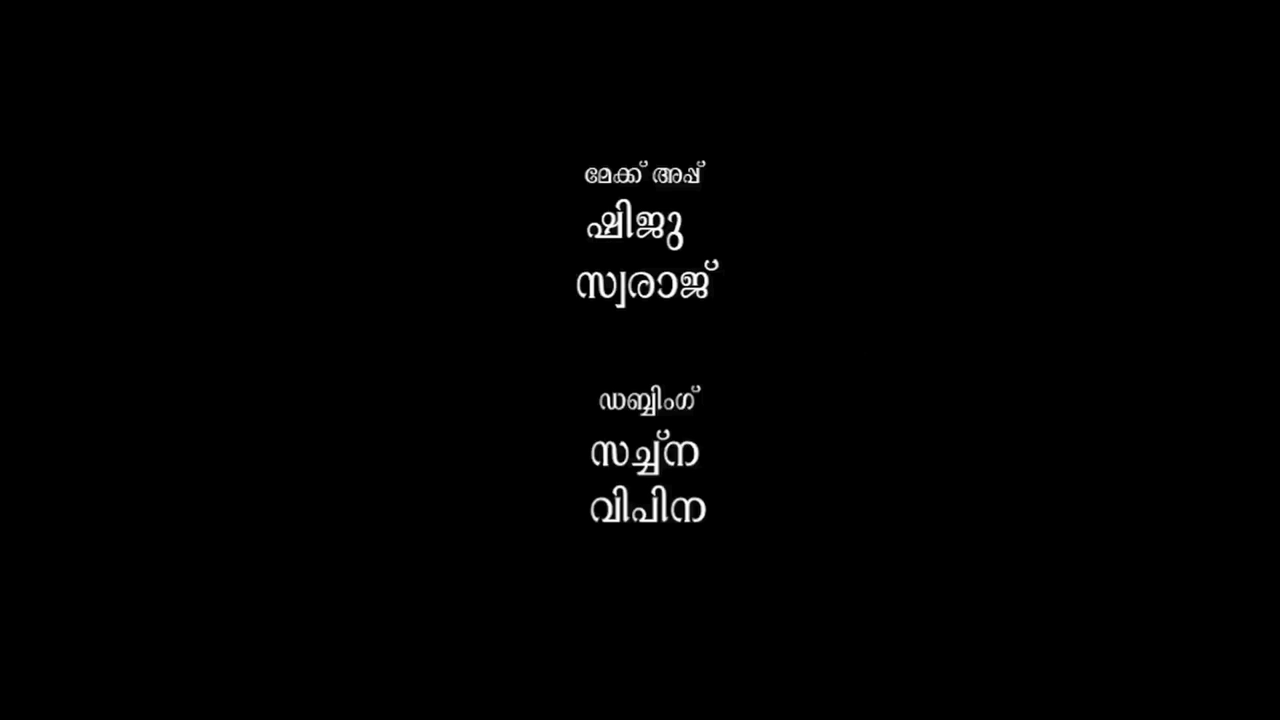 മേക്ക് അപ്പ്
ഷിജു
സ്വരാജ്
ഡബ്ബിംഗ്
സച്ച്ന
വിപിന